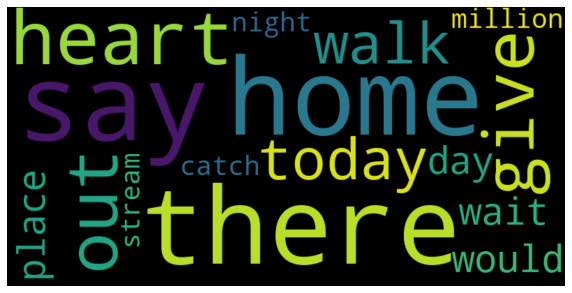 heart
night
walk
million
say
home
give
out
catch
today
day
place
stream
there
wait
would